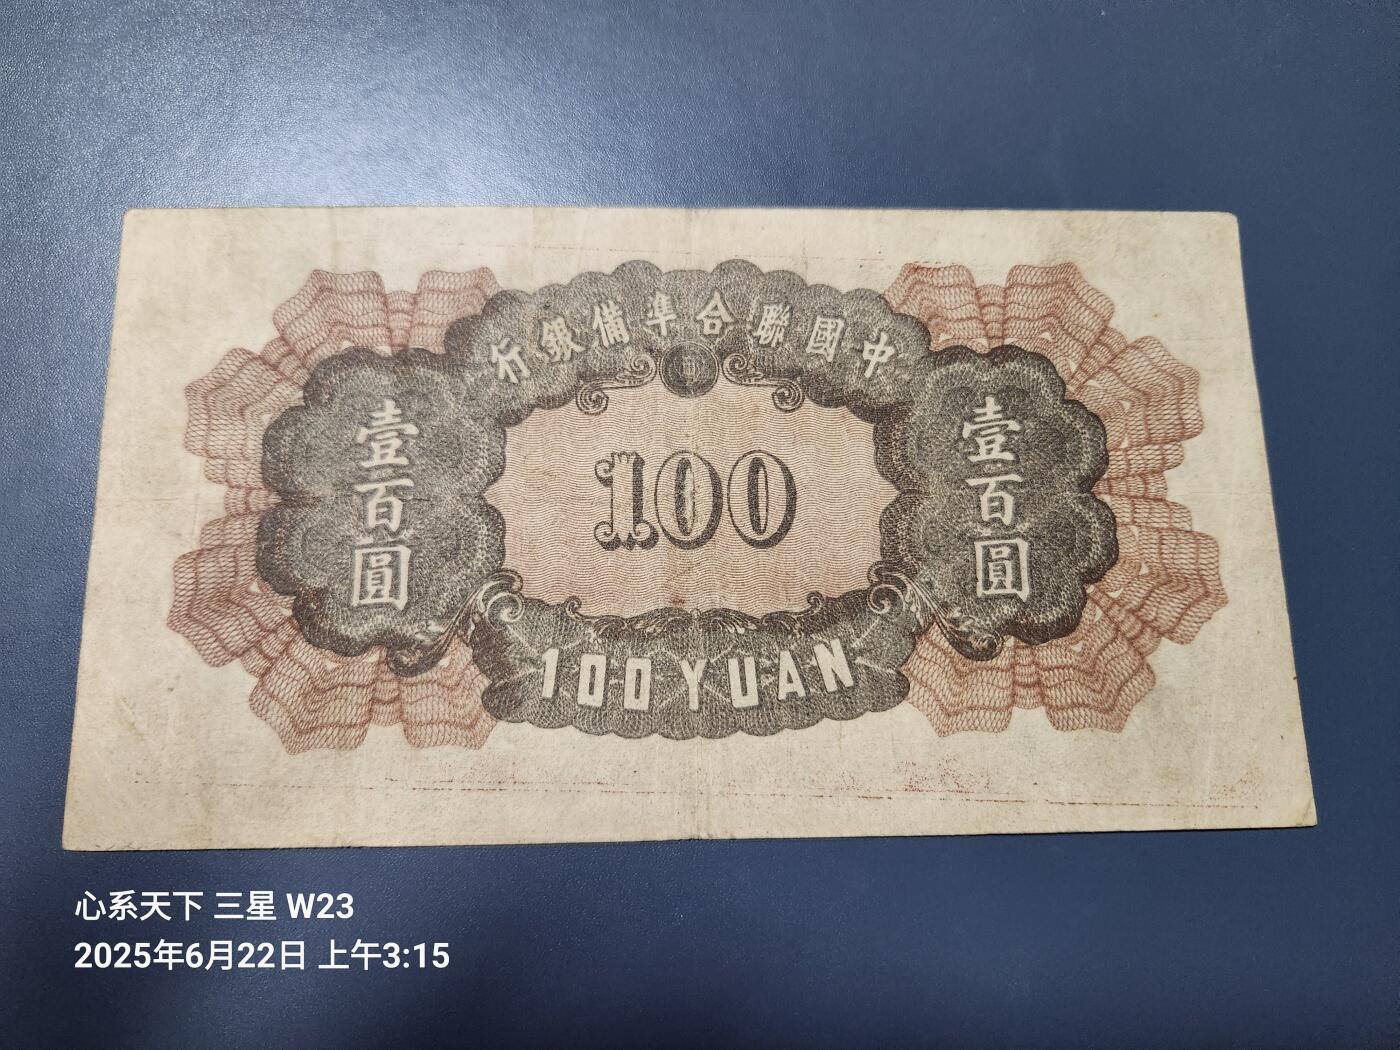 行銀備準合聯國中
壹百圓
100
壹百圓
100 YUAN
心系天下 三星 W23
2025年6月22日 上午3:15